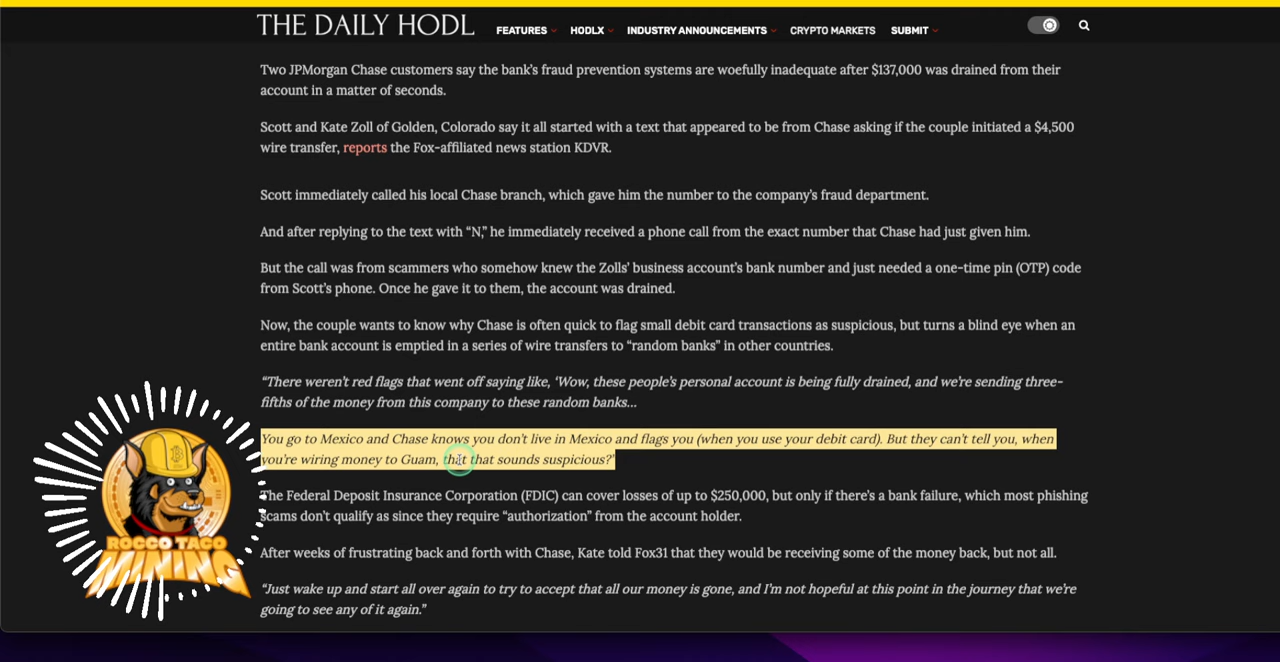 THE DAILY HODL
FEATURES HODLX INDUSTRY ANNOUNCEMENTS CRYPTO MARKETS SUBMIT
Two JPMorgan Chase customers say the bank’s fraud prevention systems are woefully inadequate after $137,000 was drained from their
account in a matter of seconds.
Scott and Kate Zoll of Golden, Colorado say it all started with a text that appeared to be from Chase asking if the couple initiated a $4,500
wire transfer, reports the Fox-affiliated news station KDVR.
Scott immediately called his local Chase branch, which gave him the number to the company’s fraud department.
And after replying to the text with “N,” he immediately received a phone call from the exact number that Chase had just given him.
But the call was from scammers who somehow knew the Zolls’ business account’s bank number and just needed a one-time pin (OTP) code
from Scott’s phone. Once he gave it to them, the account was drained.
Now, the couple wants to know why Chase is often quick to flag small debit card transactions as suspicious, but turns a blind eye when an
entire bank account is emptied in a series of wire transfers to “random banks” in other countries.
“There weren’t red flags that went off saying like, ‘Wow, these people’s personal account is being fully drained, and we’re sending three-
fifths of the money from this company to these random banks…
You go to Mexico and Chase knows you don’t live in Mexico and flags you (when you use your debit card). But they can’t tell you, when
you’re wiring money to Guam, that that sounds suspicious?’
The Federal Deposit Insurance Corporation (FDIC) can cover losses of up to $250,000, but only if there’s a bank failure, which most phishing
scams don’t qualify as since they require “authorization” from the account holder.
After weeks of frustrating back and forth with Chase, Kate told Fox31 that they would be receiving some of the money back, but not all.
“Just wake up and start all over again to try to accept that all our money is gone, and I’m not hopeful at this point in the journey that we’re
going to see any of it again.”
ROCCO TACO
MINING